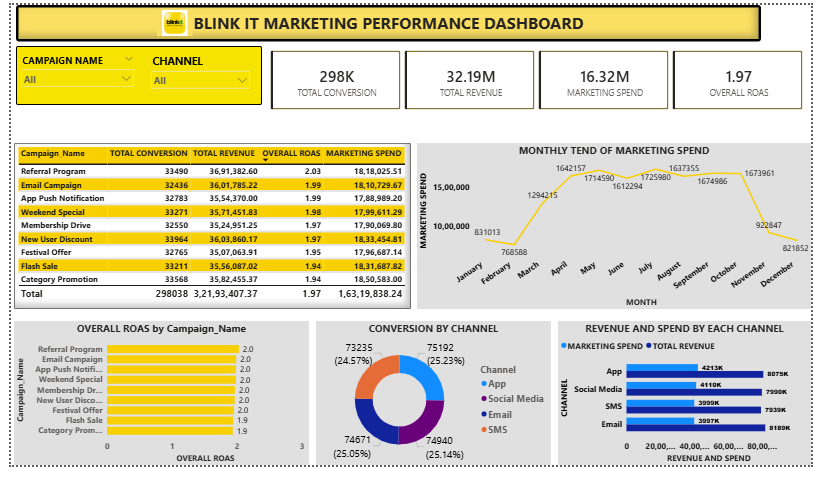 blinkit
BLINK IT MARKETING PERFORMANCE DASHBOARD
CAMPAIGN NAME
All
CHANNEL
All
298K
TOTAL CONVERSION
32.19M
TOTAL REVENUE
16.32M
MARKETING SPEND
1.97
OVERALL ROAS
Campaign_Name TOTAL CONVERSION TOTAL REVENUE OVERALL ROAS MARKETING SPEND
Referral Program 33490 36,91,382.60 2.03 18,18,025.51
Email Campaign 32436 36,01,785.22 1.99 18,10,729.67
App Push Notification 32783 35,54,370.00 1.99 17,88,989.20
Weekend Special 33271 35,71,451.83 1.98 17,99,611.29
Membership Drive 32550 35,24,951.25 1.97 17,90,069.80
New User Discount 33964 36,03,860.17 1.97 18,33,454.81
Festival Offer 32765 35,07,063.91 1.95 17,96,687.14
Flash Sale 33211 35,56,087.02 1.94 18,31,687.82
Category Promotion 33568 35,82,455.37 1.94 18,50,583.00
Total 298038 3,21,93,407.37 1.97 1,63,19,838.24
MONTHLY TEND OF MARKETING SPEND
MARKETING SPEND
15,00,000
10,00,000
831013
768588
1294215
1642157
1714590
1612294
1725980
1637355
1674986
1673961
922847
821852
January
February
March
April
May
June
July
August
September
October
November
December
MONTH
OVERALL ROAS by Campaign_Name
Campaign_Name
Referral Program 2.0
Email Campaign 2.0
App Push Notifi... 2.0
Weekend Special 2.0
Membership Dr... 2.0
New User Disco... 2.0
Festival Offer 2.0
Flash Sale 1.9
Category Prom... 1.9
0 1 2 3
OVERALL ROAS
CONVERSION BY CHANNEL
73235
(24.57%)
75192
(25.23%)
74671
(25.05%)
74940
(25.14%)
Channel
App
Social Media
Email
SMS
REVENUE AND SPEND BY EACH CHANNEL
MARKETING SPEND TOTAL REVENUE
CHANNEL
App 4213K 8075K
Social Media 4110K 7990K
SMS 3999K 7939K
Email 3997K 8189K
0 20,00,... 40,00,... 60,00,... 80,00,...
REVENUE AND SPEND